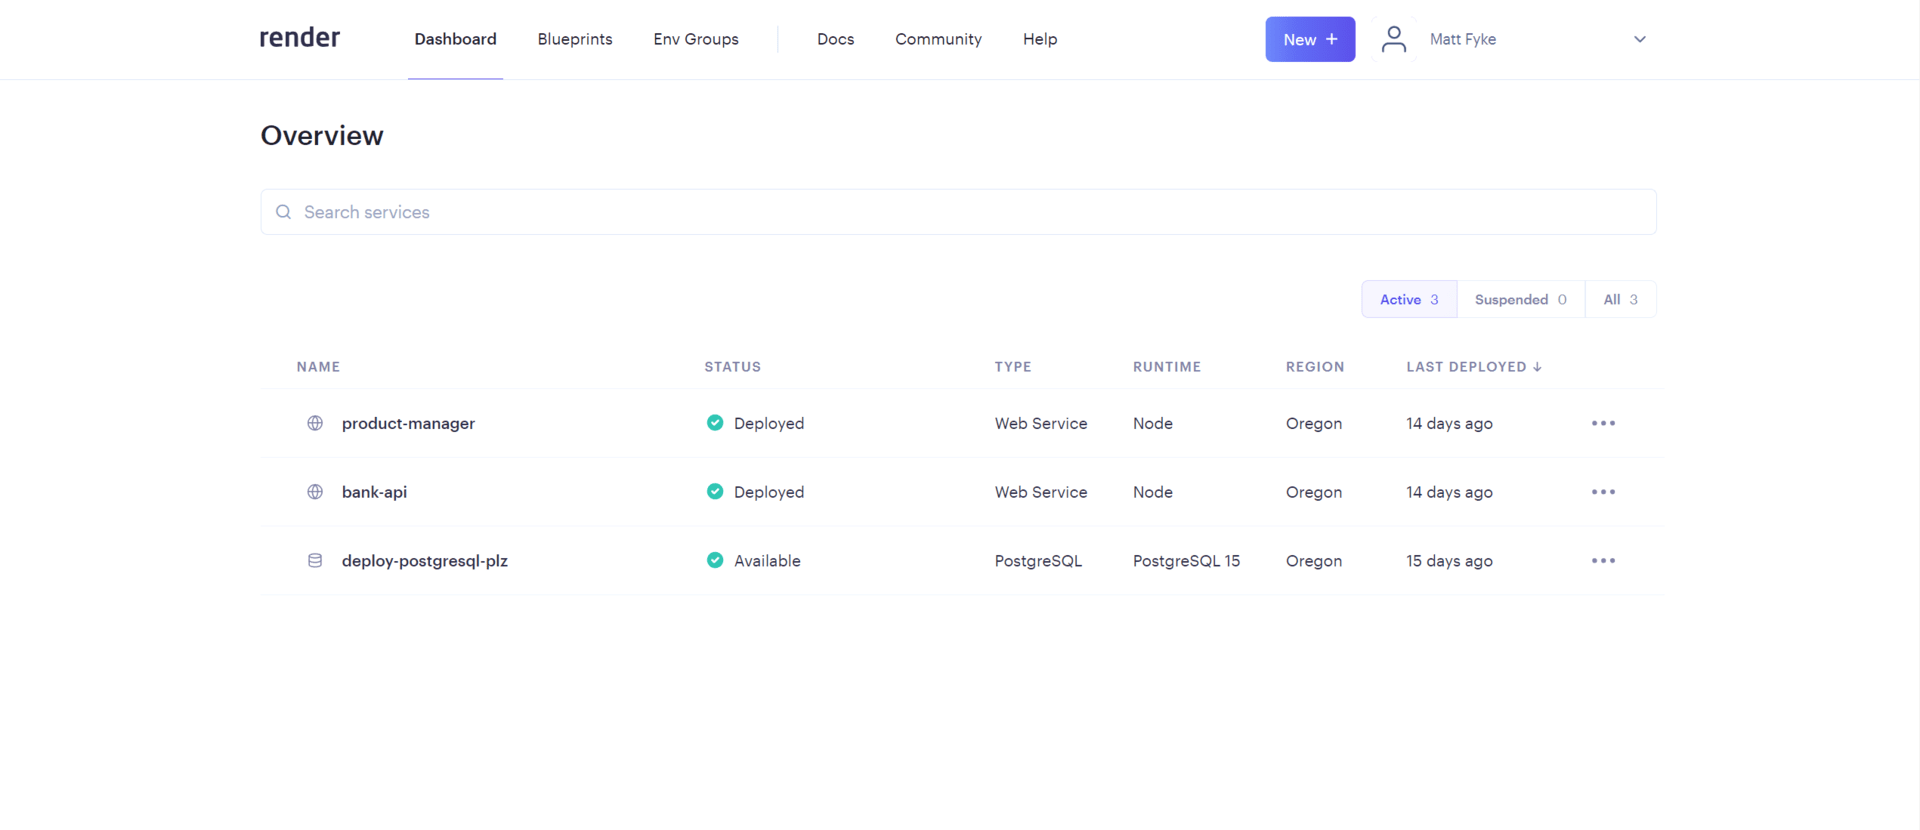 render Dashboard Blueprints Env Groups Docs Community Help New + Matt Fyke
Overview
Search services
Active 3 Suspended 0 All 3
NAME STATUS TYPE RUNTIME REGION LAST DEPLOYED ↓
product-manager Deployed Web Service Node Oregon 14 days ago
bank-api Deployed Web Service Node Oregon 14 days ago
deploy-postgresql-plz Available PostgreSQL PostgreSQL 15 Oregon 15 days ago